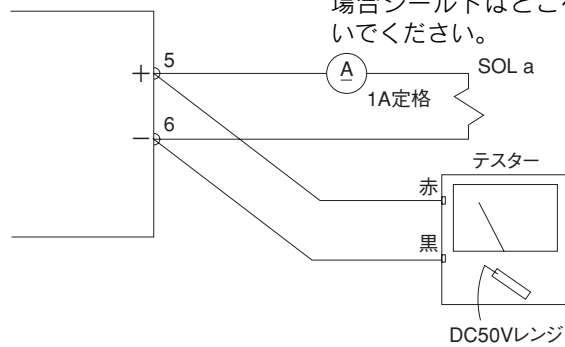 場合シールドはどこ
いでください。
+
5
A
1A定格
SOL a
6
−
テスター
赤
黒
DC50Vレンジ